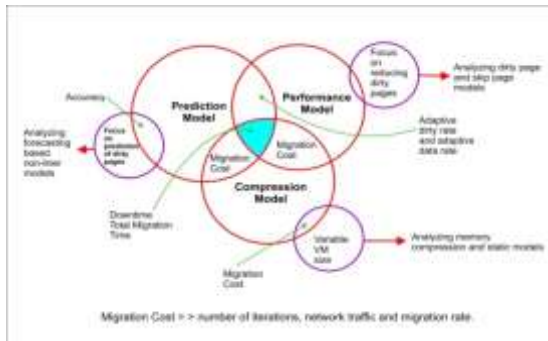 Focus
on
reducing
dirty
pages
Analyzing dirty page
and skip page
models
Accuracy
Prediction
Model
Performance
Model
Focus
on
prediction
of dirty
pages
Analyzing
forecasting
based
non-liner
models
Adaptive
dirty rate
and adaptive
data rate
Migration
Cost
Migration
Cost
Compression
Model
Downtime
Total Migration
Time
Variable
VM
size
Analyzing memory
compression and static models
Migration
Cost
Migration Cost = > number of iterations, network traffic and migration rate.